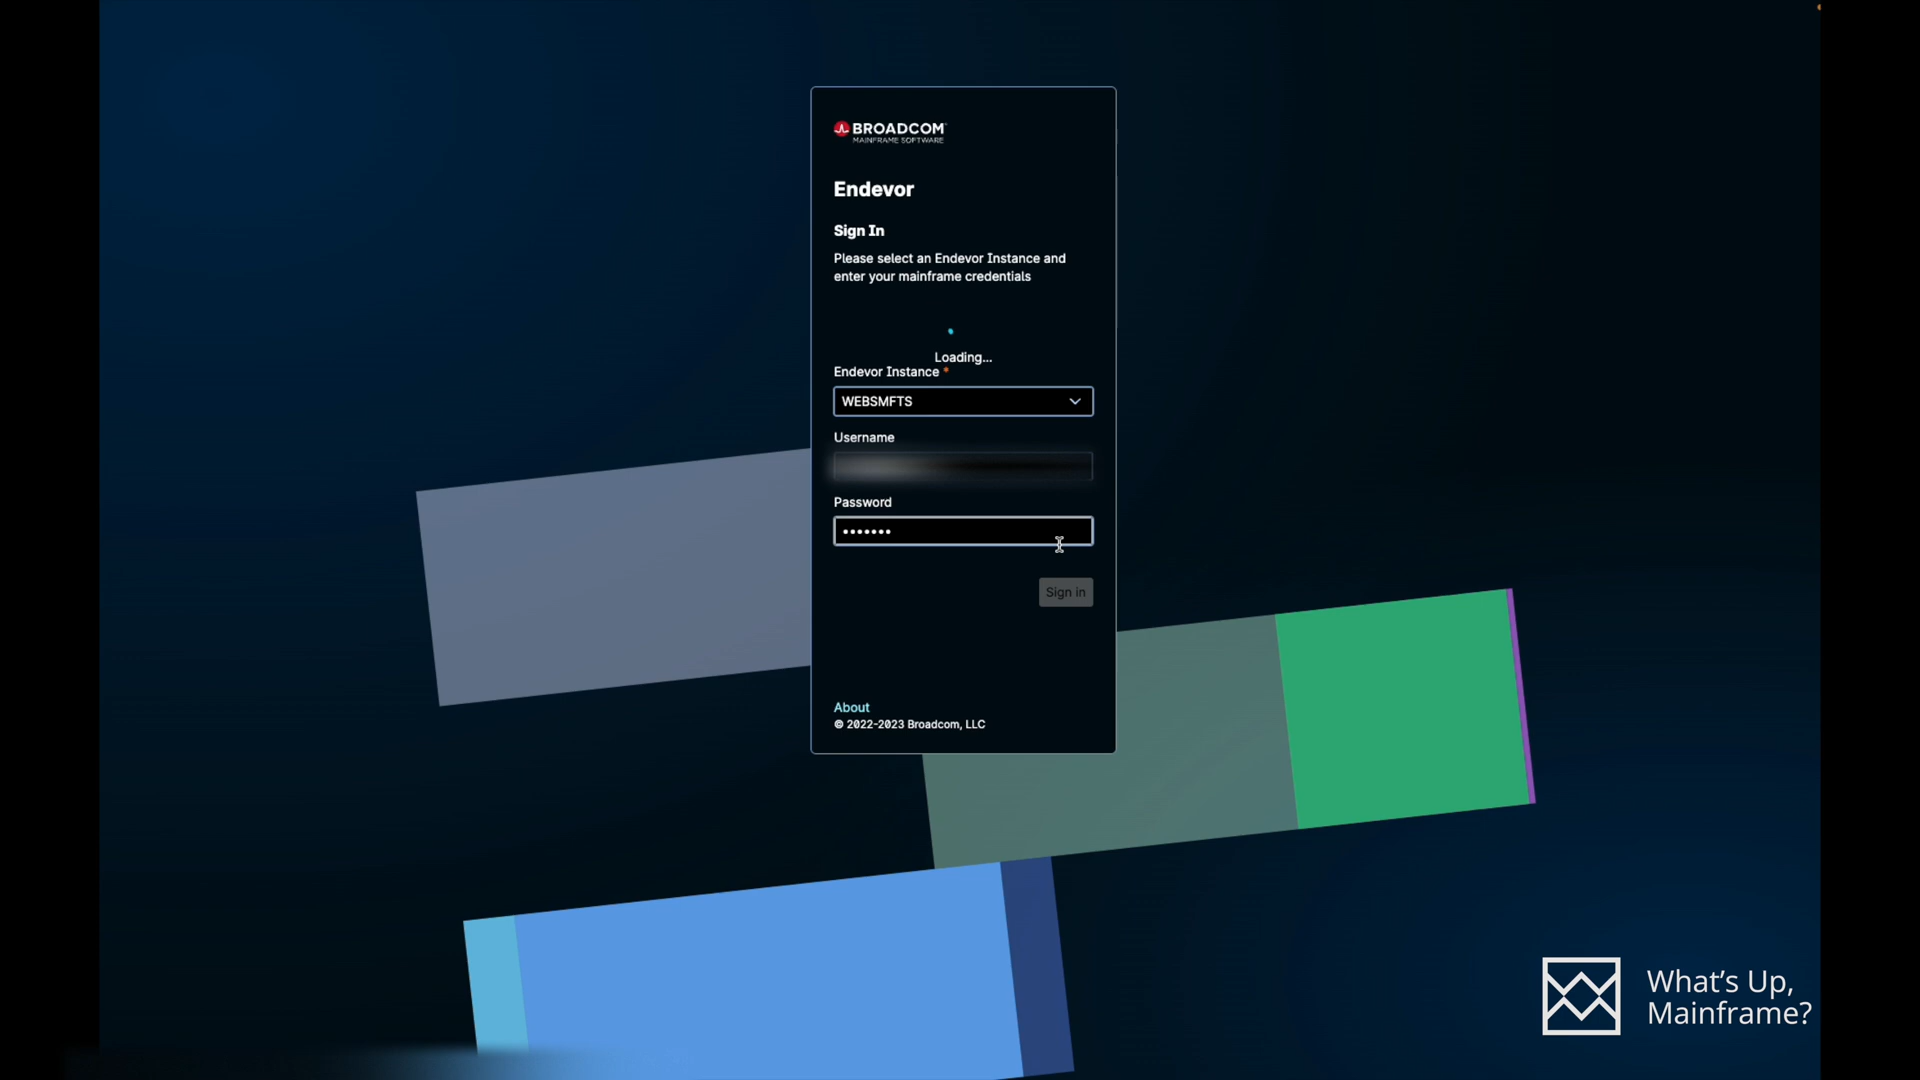 BROADCOM
MAINFRAME SOFTWARE
Endevor
Sign In
Please select an Endevor Instance and
enter your mainframe credentials
Loading...
Endevor Instance *
WEBSMFTS
Username
Password
•••••••
Sign in
About
© 2022-2023 Broadcom, LLC
What's Up,
Mainframe?